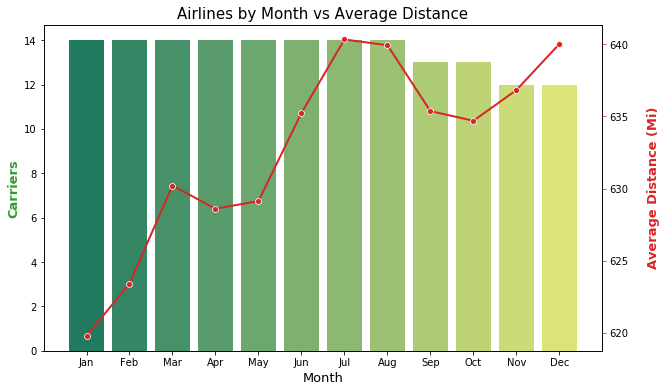 Airlines by Month vs Average Distance
14
12
10
8
6
4
2
0
Carriers
640
635
630
625
620
Average Distance (Mi)
Jan Feb Mar Apr May Jun Jul Aug Sep Oct Nov Dec
Month